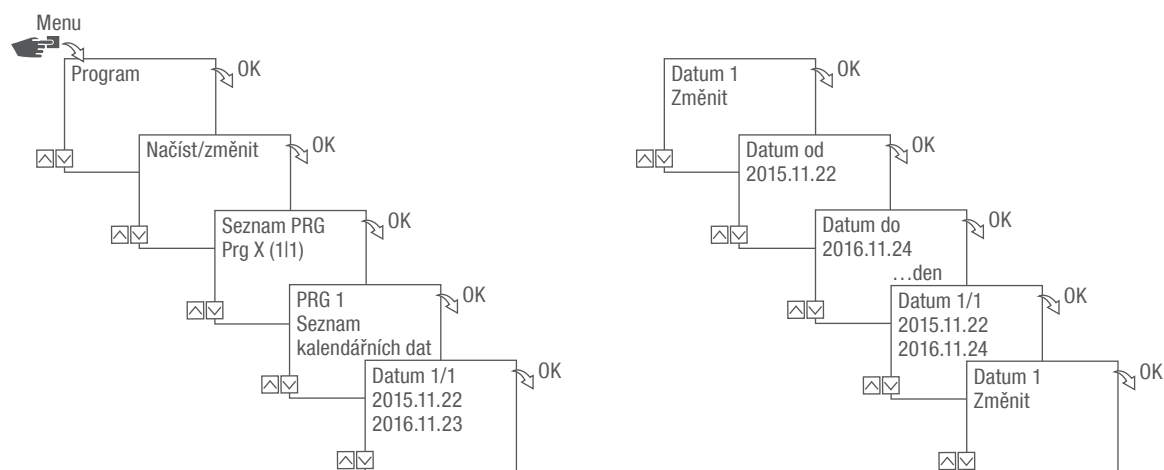 Menu
Program
OK
Načíst/změnit
OK
Seznam PRG
Prg X (1|1)
OK
PRG 1
Seznam
kalendářních dat
OK
Datum 1/1
2015.11.22
2016.11.23
OK
Datum 1
Změnit
OK
Datum od
2015.11.22
OK
Datum do
2016.11.24
…den
OK
Datum 1/1
2015.11.22
2016.11.24
OK
Datum 1
Změnit
OK